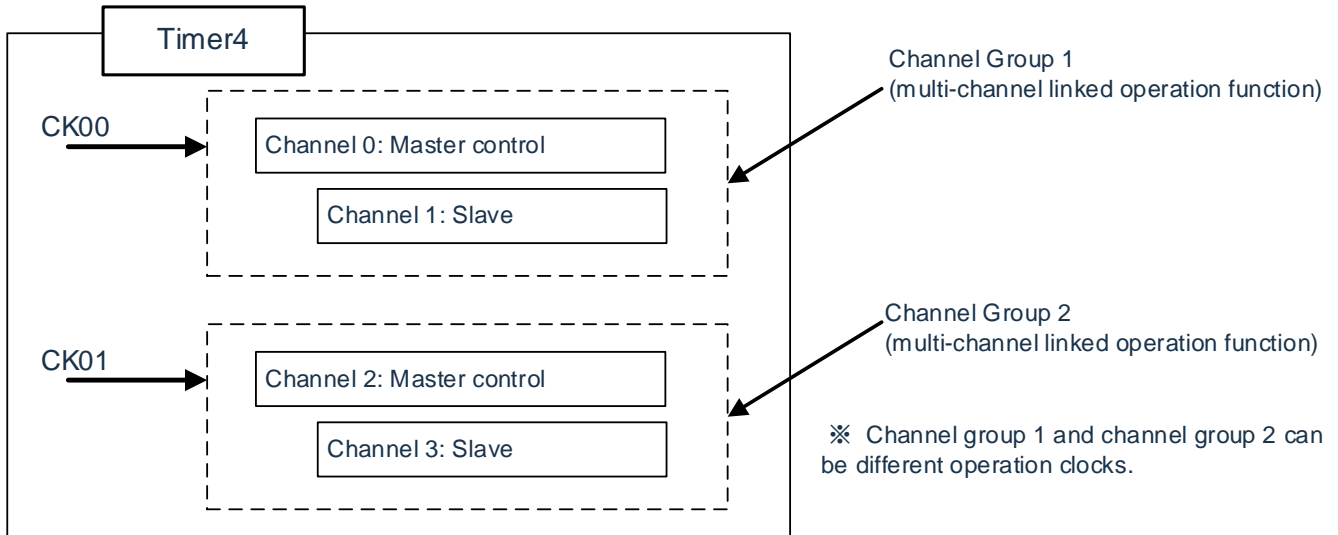 Timer4
Channel Group 1
(multi-channel linked operation function)
CK00
Channel 0: Master control
Channel 1: Slave
Channel Group 2
(multi-channel linked operation function)
CK01
Channel 2: Master control
Channel 3: Slave
※ Channel group 1 and channel group 2 can
be different operation clocks.